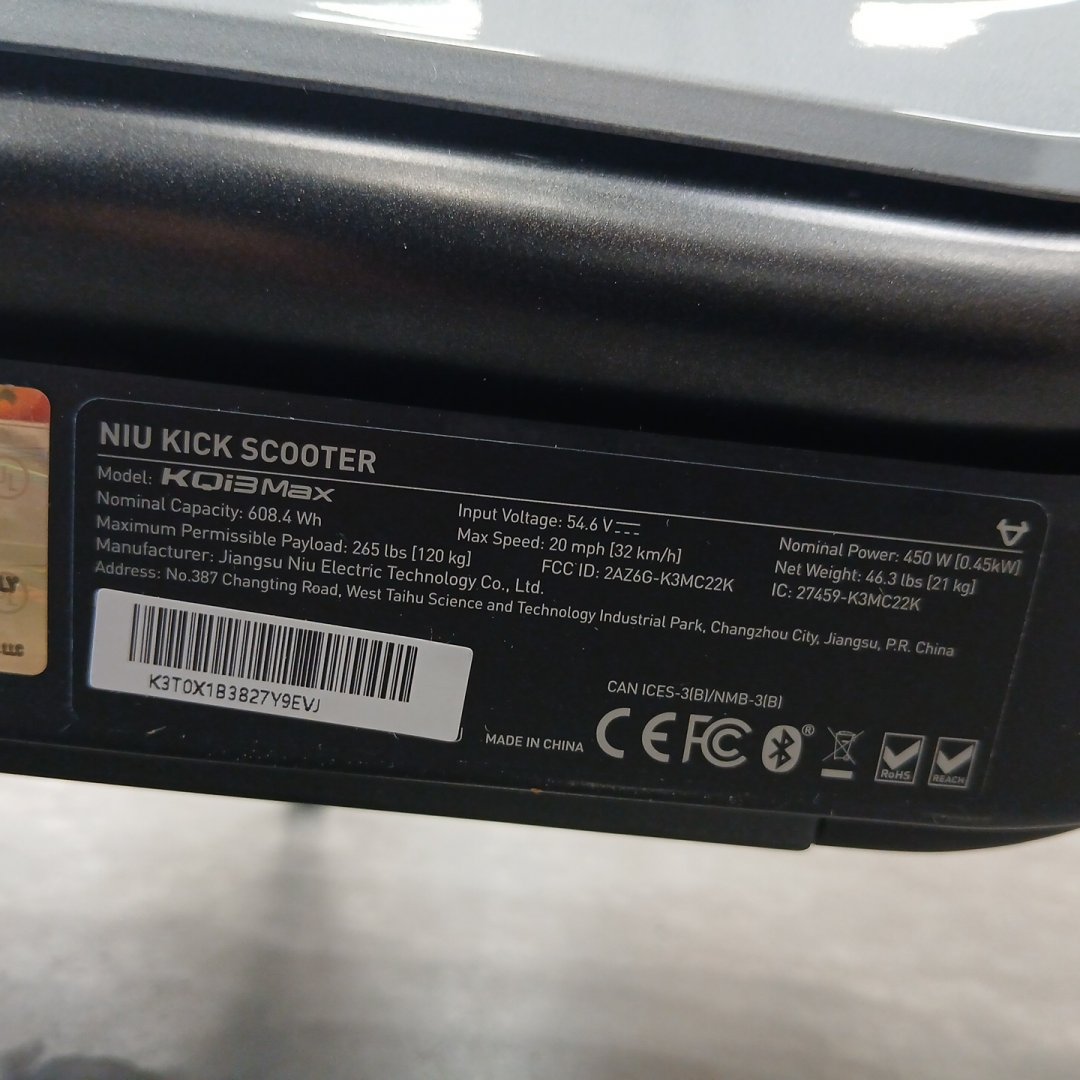 NIU KICK SCOOTER
Model: KQi3 Max
Nominal Capacity: 608.4 Wh
Input Voltage: 54.6 V
Nominal Power: 450 W [0.45kW]
Maximum Permissible Payload: 265 lbs [120 kg]
Max Speed: 20 mph [32 km/h]
Net Weight: 46.3 lbs [21 kg]
Manufacturer: Jiangsu Niu Electric Technology Co., Ltd.
FCC ID: 2AZ6G-K3MC22K
IC: 27459-K3MC22K
Address: No.387 Changting Road, West Taihu Science and Technology Industrial Park, Changzhou City, Jiangsu, P.R. China
K3T0X1B3827Y9EVJ
CAN ICES-3(B)/NMB-3(B)
MADE IN CHINA
CE FC ®
RoHS
REACH